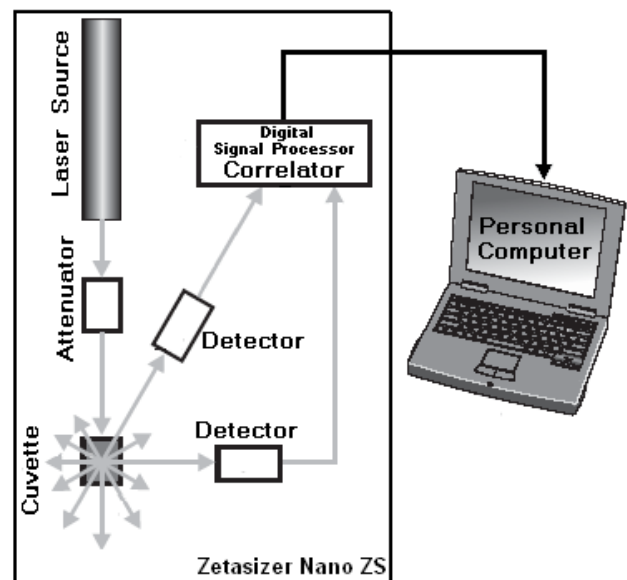 Laser Source
Digital
Signal Processor
Correlator
Personal
Computer
Attenuator
Detector
Detector
Cuvette
Zetasizer Nano ZS